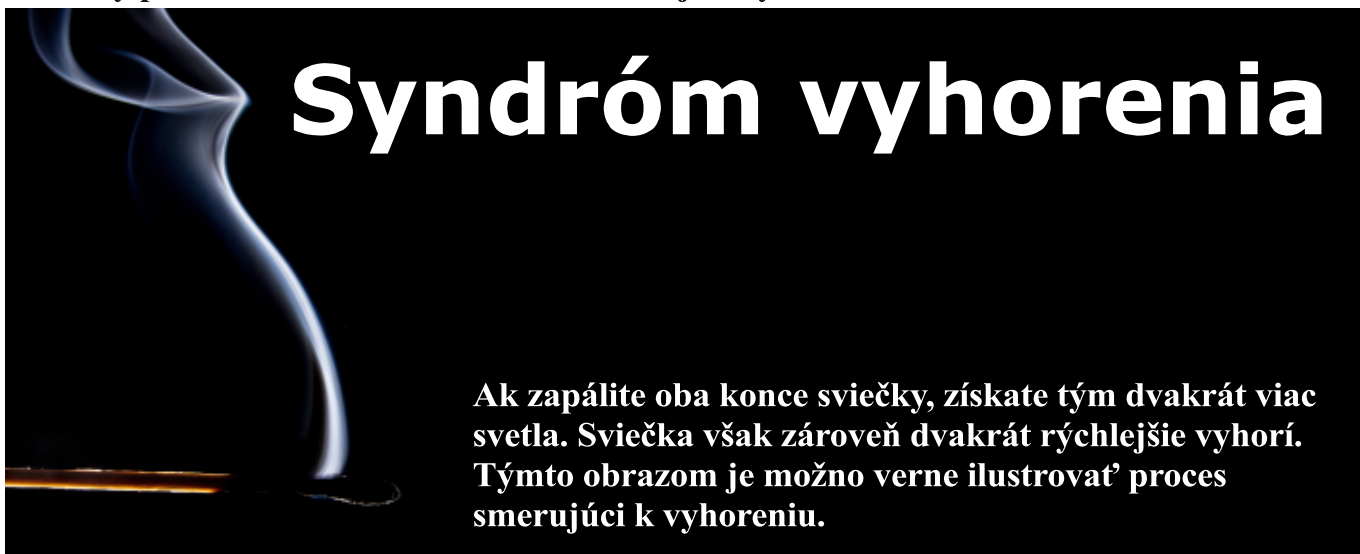 Syndróm vyhorenia
Ak zapálite oba konce sviečky, získate tým dvakrát viac
svetla. Sviečka však zároveň dvakrát rýchlejšie vyhorí.
Týmto obrazom je možno verne ilustrovať proces
smerujúci k vyhoreniu.